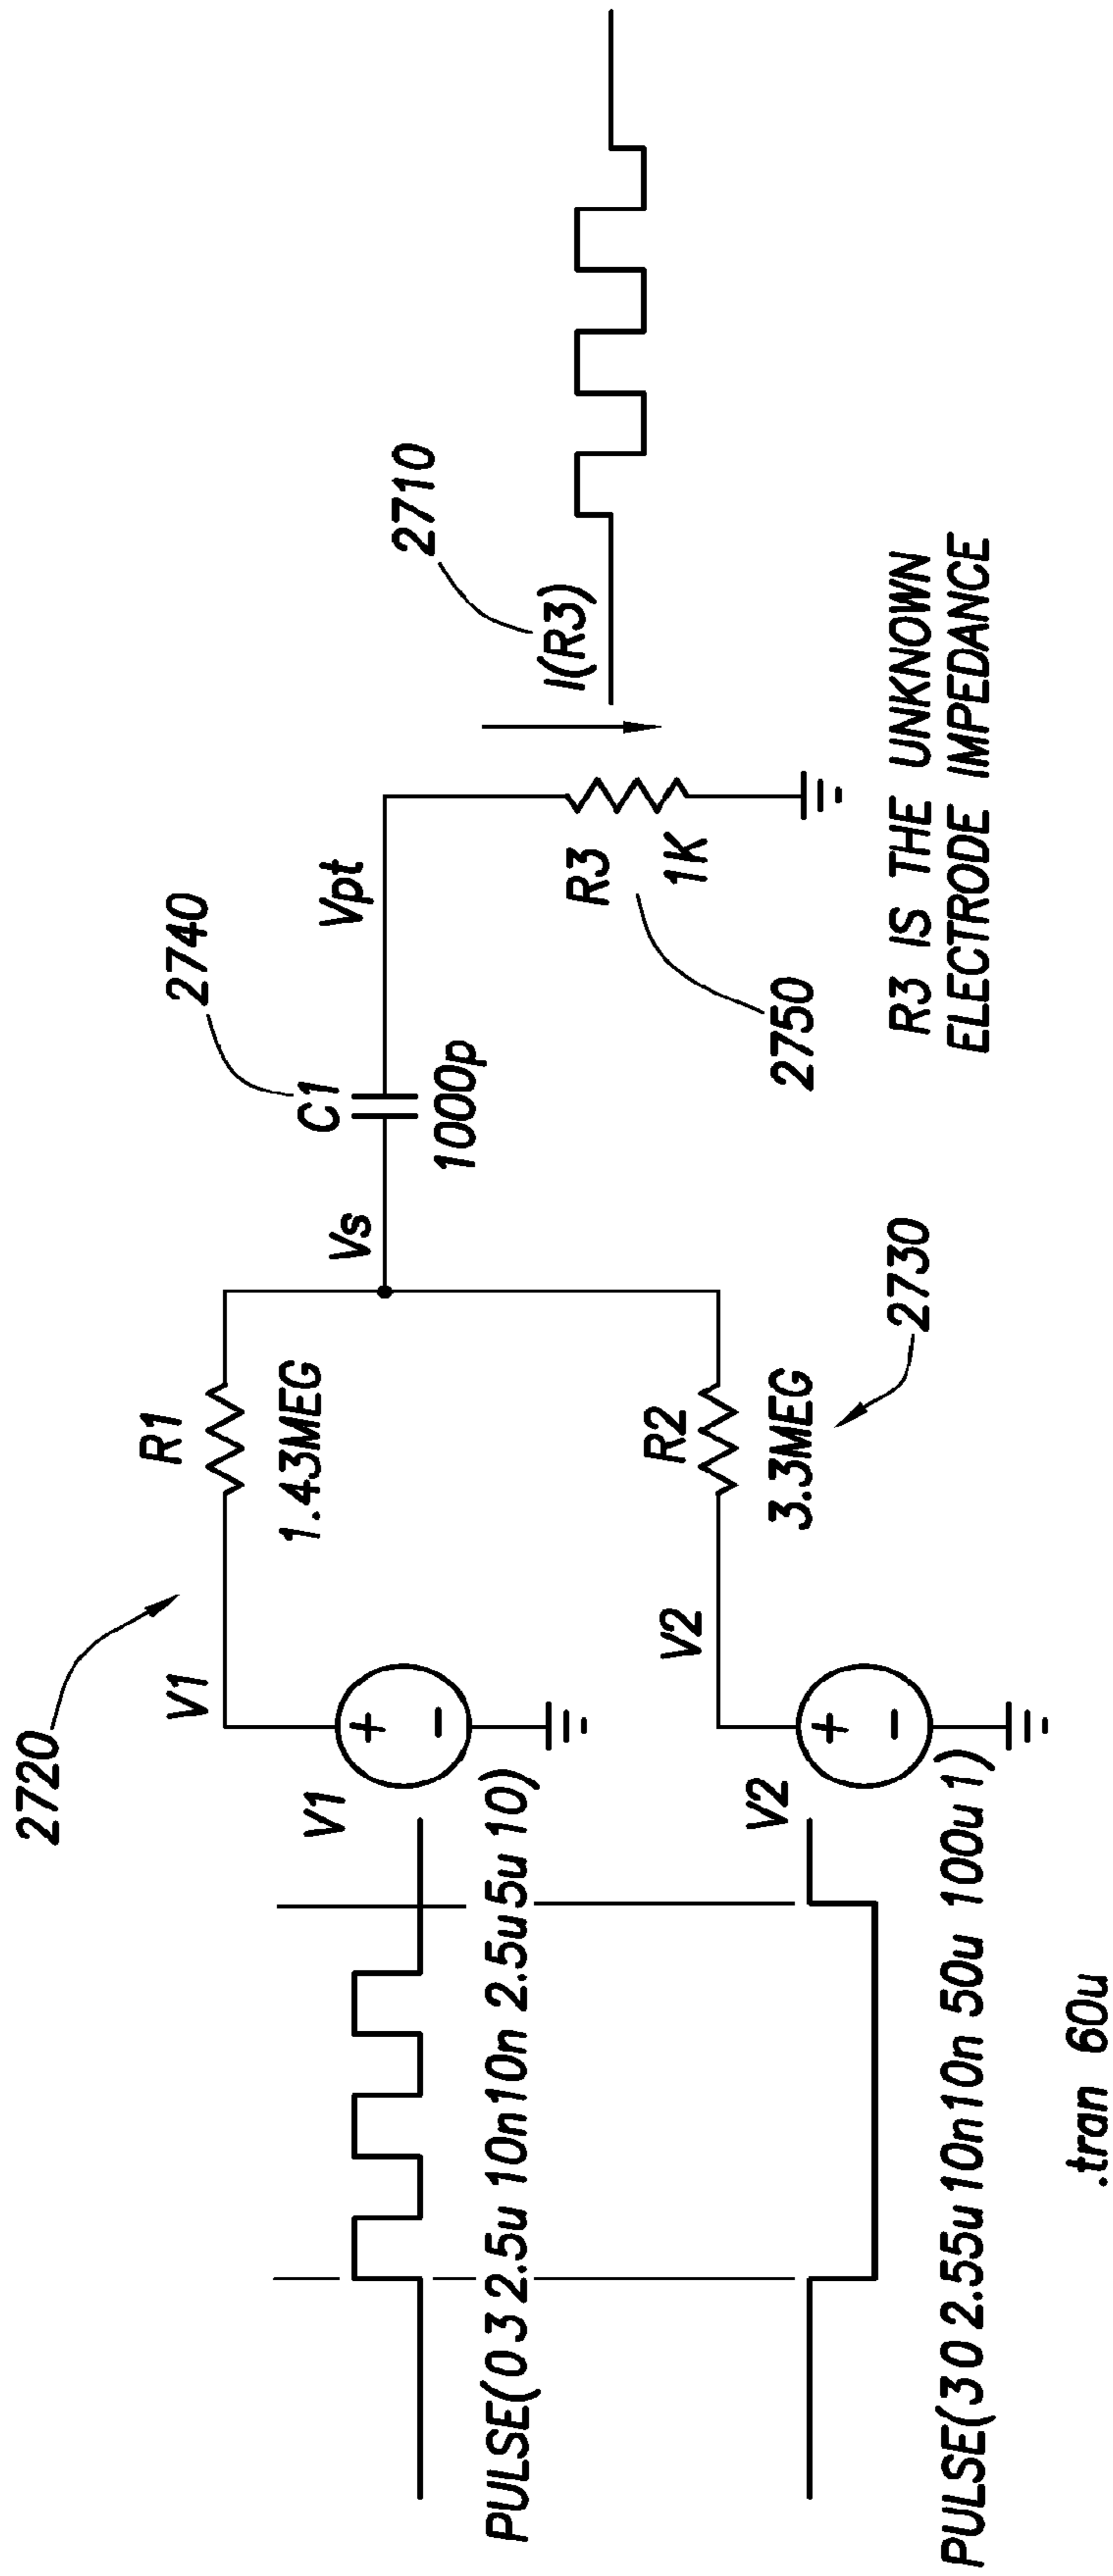 2720
V1
R1
1.43MEG
V1
PULSE(0 3 2.5u 10n10n 2.5u5u 10)
2740
Vs
C1
1000p
Vpt
2710
I(R3)
R3
1K
2750
V2
R2
3.3MEG
2730
V2
PULSE(3 0 2.55u 10n10n 50u 100u 1)
R3 IS THE UNKNOWN
ELECTRODE IMPEDANCE
.tran 60u